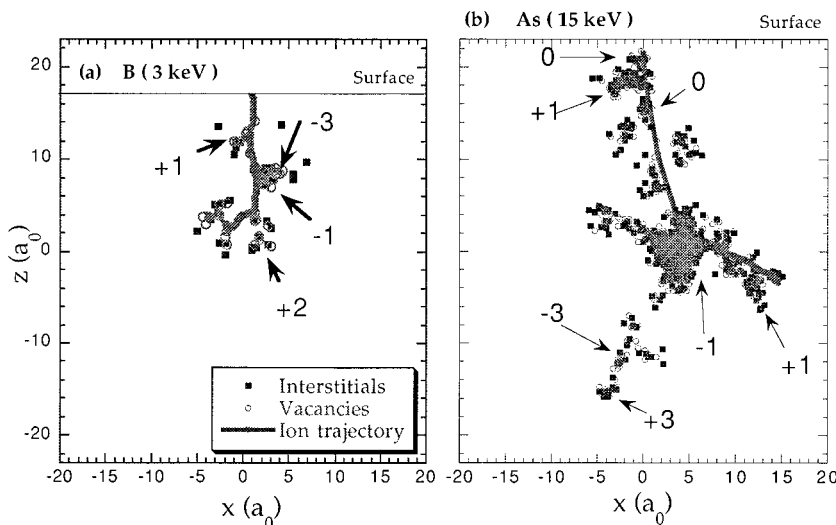 (a) B ( 3 keV ) Surface
20
10
0
-10
-20
z (a0)
+1
-3
-1
+2
Interstitials
Vacancies
Ion trajectory
-20 -15 -10 -5 0 5 10 15 20
x (a0)
(b) As ( 15 keV ) Surface
0
+1
0
-3
-1
+1
+3
-20 -15 -10 -5 0 5 10 15 20
x (a0)